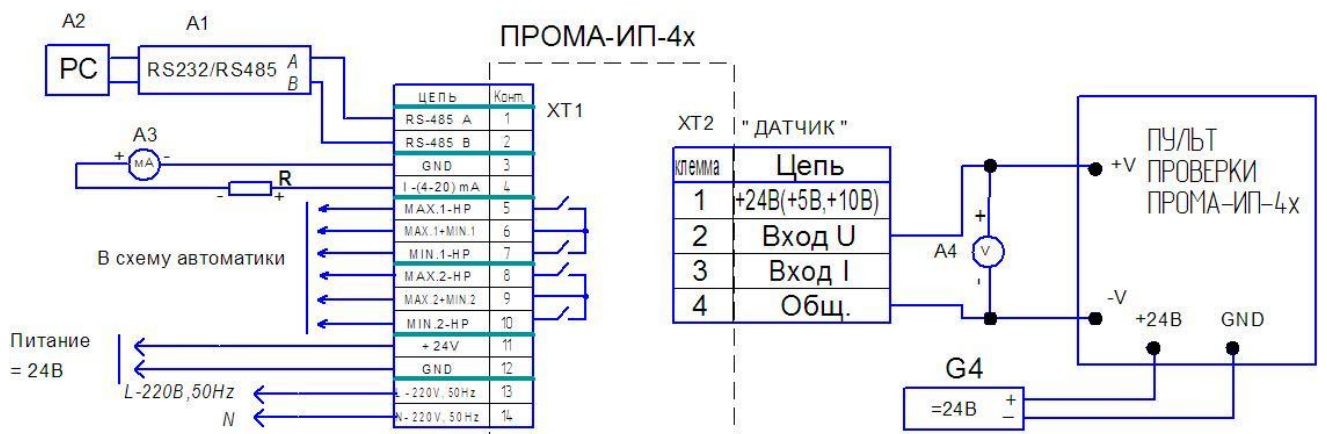 ПРОМА-ИП-4х
A2
A1
PC
RS232/RS485
A
B
A3
+
мА
-
R
-
+
В схему автоматики
Питание
= 24В
L-220В,50Hz
N
ЦЕПЬ Конт.
RS-485 A 1
RS-485 B 2
GND 3
I -(4-20) mA 4
MAX.1-HP 5
MAX.1+MIN.1 6
MIN.1-HP 7
MAX.2-HP 8
MAX.2+MIN.2 9
MIN.2-HP 10
+ 24V 11
GND 12
L -220V, 50Hz 13
N- 220V, 50Hz 14
XT1
XT2 " ДАТЧИК "
клемма Цепь
1 +24В(+5В,+10В)
2 Вход U
3 Вход I
4 Общ.
+
A4
V
-
ПУЛЬТ
ПРОВЕРКИ
ПРОМА-ИП-4х
+V
-V
+24В
GND
G4
=24В
+
−